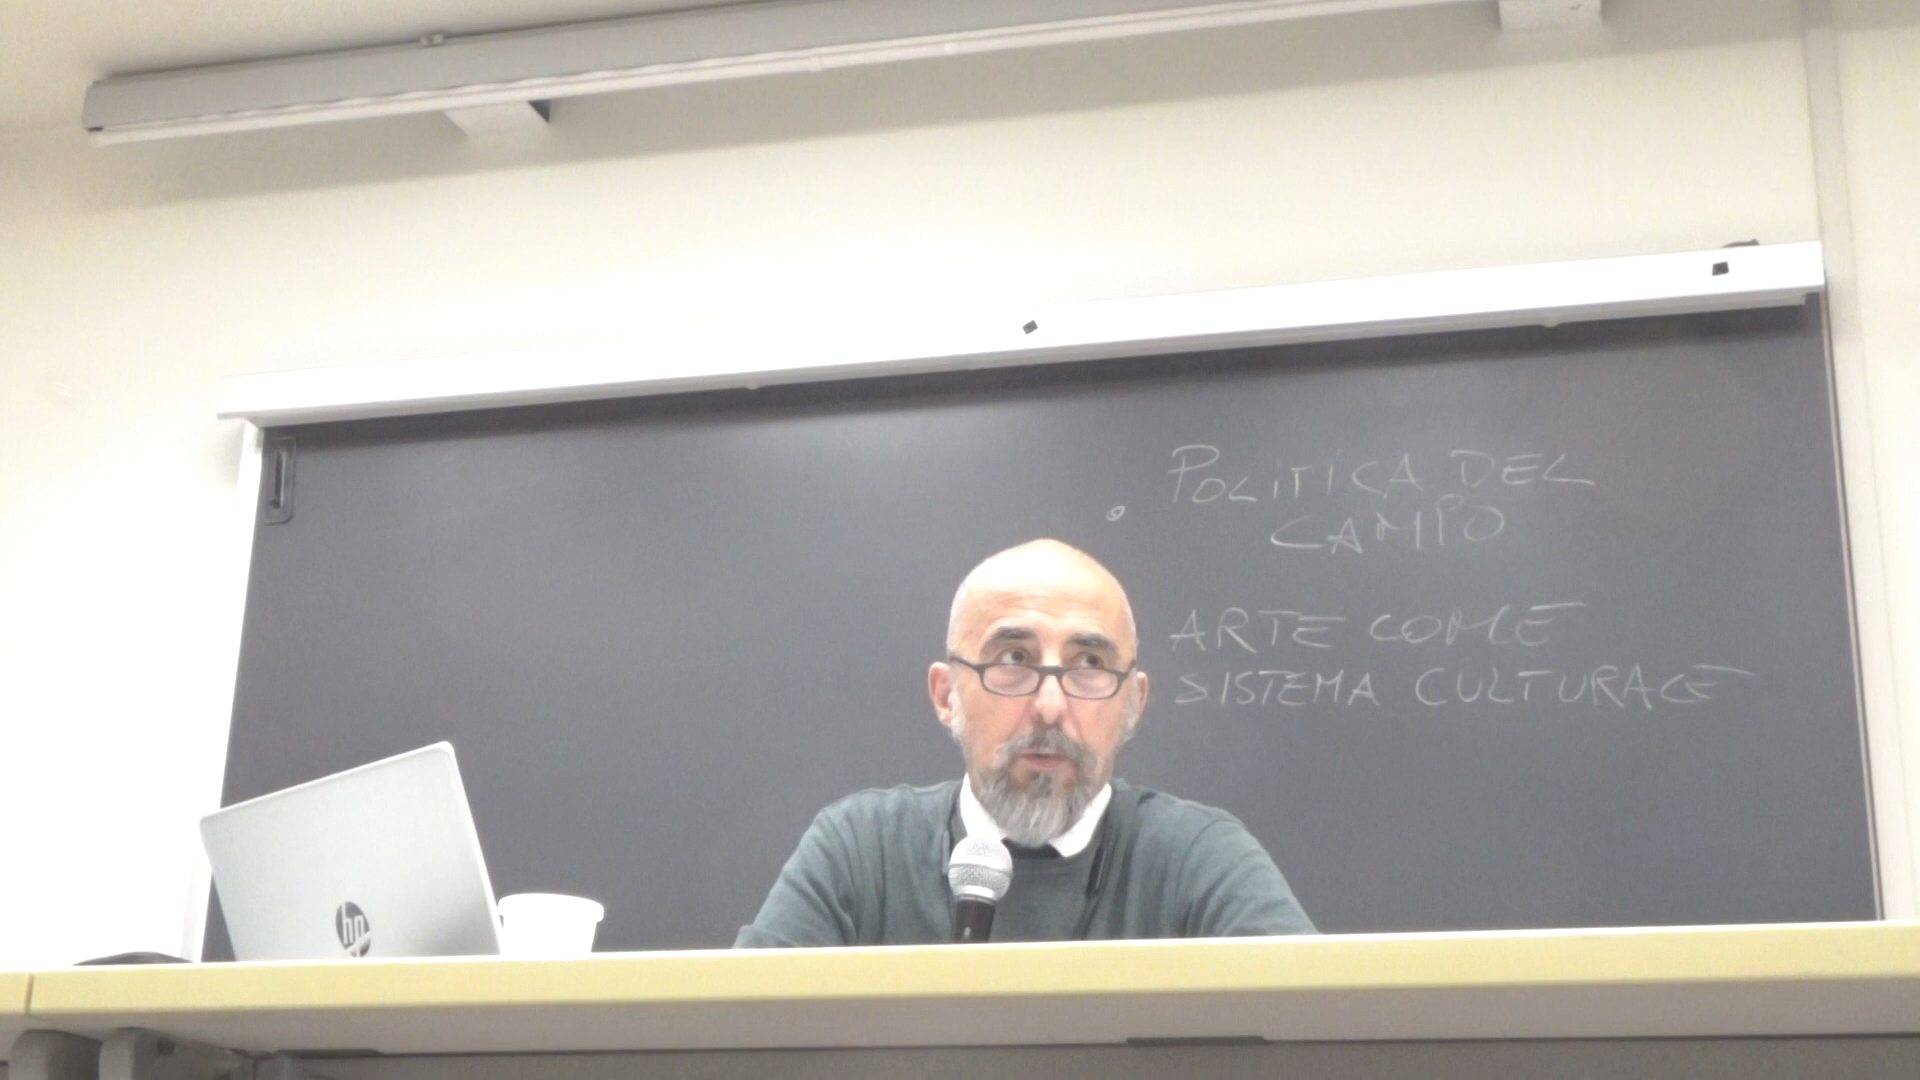 POLITICA DEL
CAMPO
ARTE COME
SISTEMA CULTURALE
hp